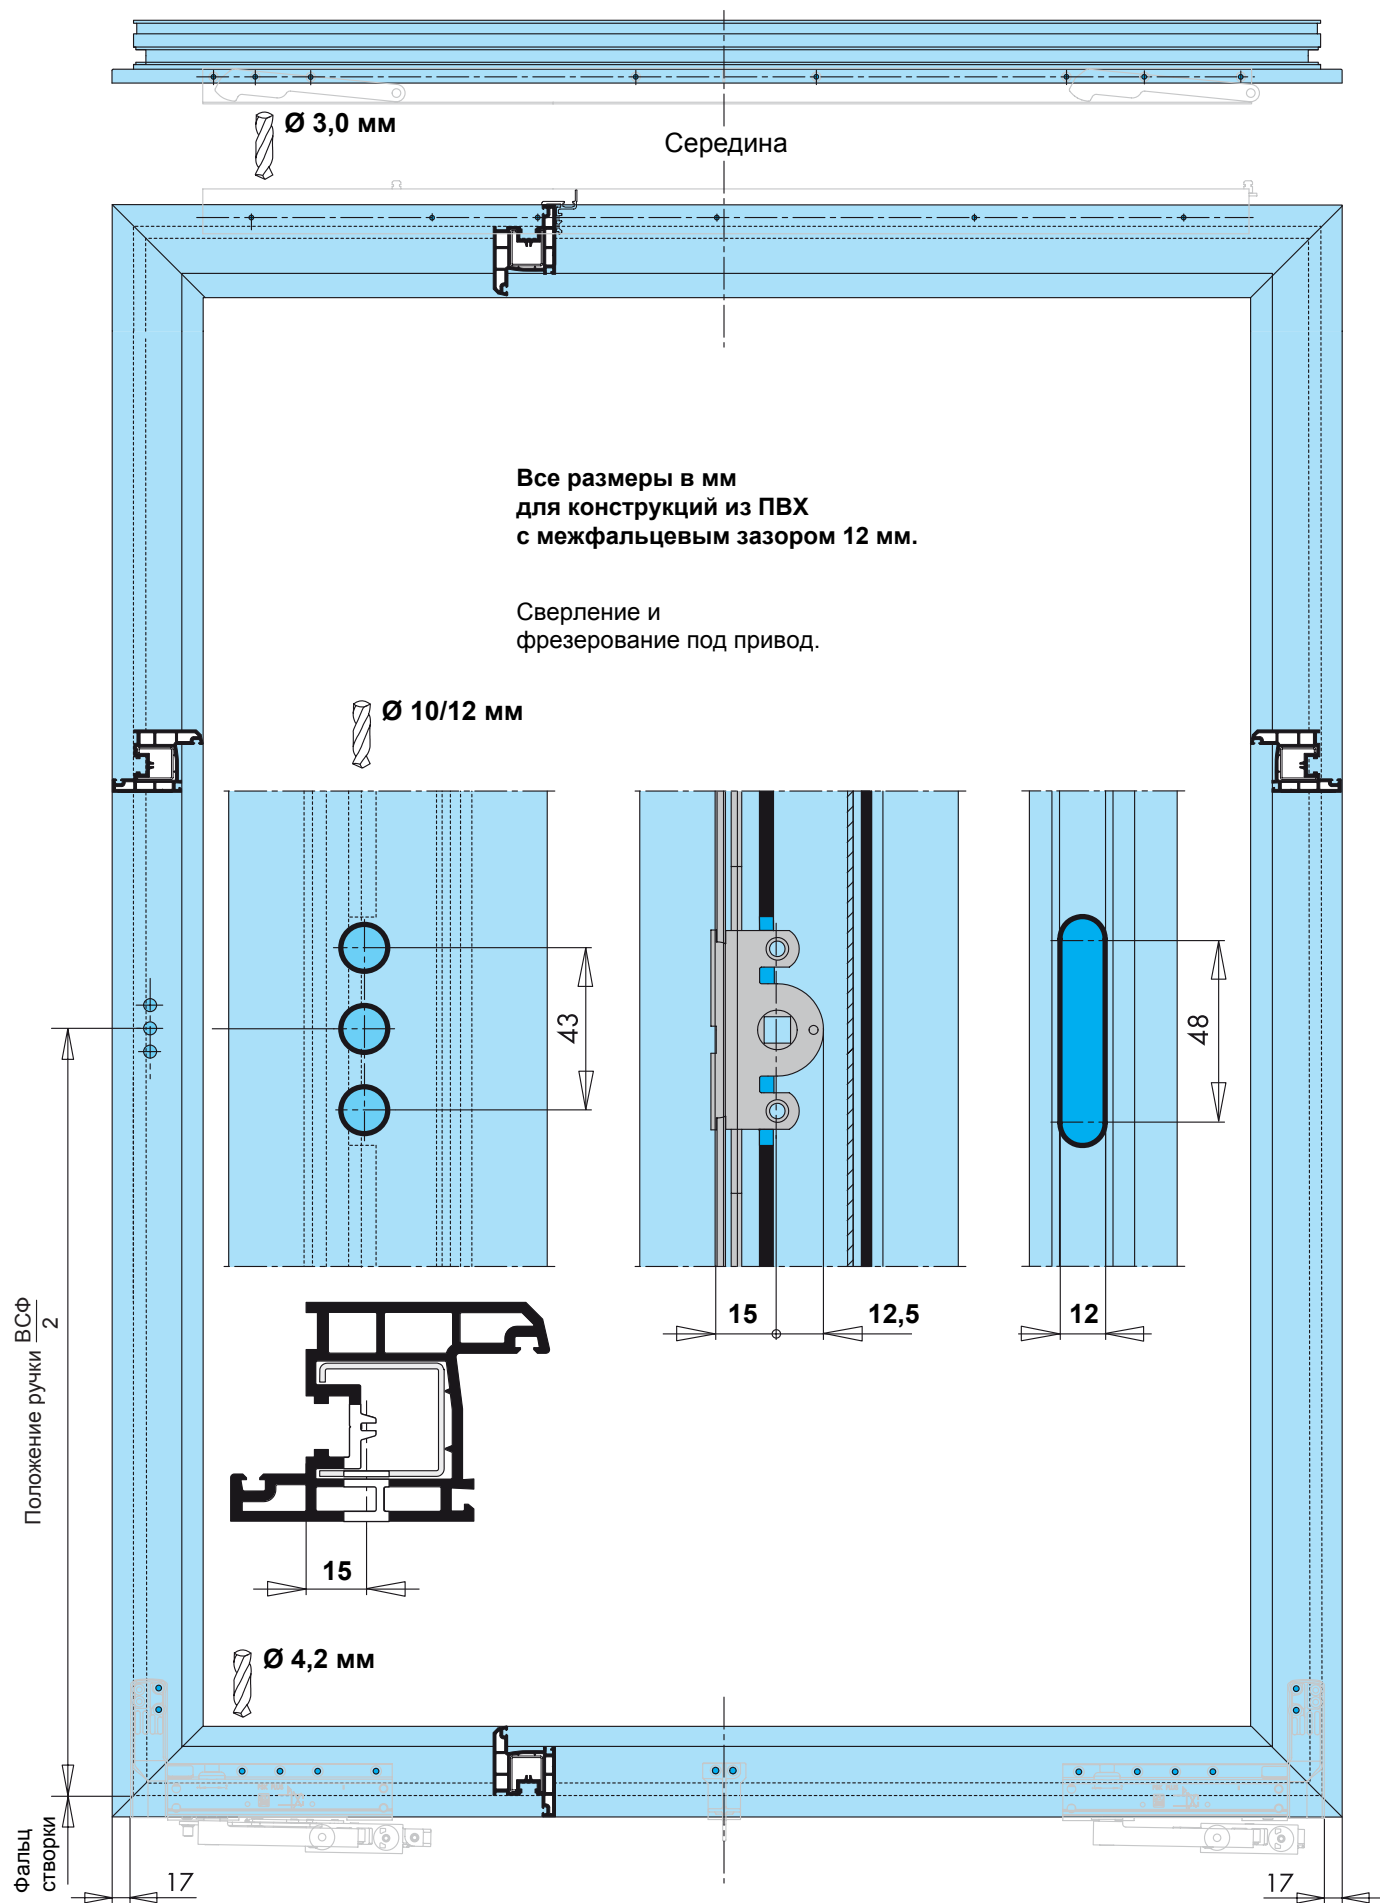 Ø 3,0 мм
Середина
Все размеры в мм
для конструкций из ПВХ
с межфальцевым зазором 12 мм.
Сверление и
фрезерование под привод.
Ø 10/12 мм
43
48
15
12,5
12
Положение ручки ВСФ
2
15
Ø 4,2 мм
Фальц
створки
17
17